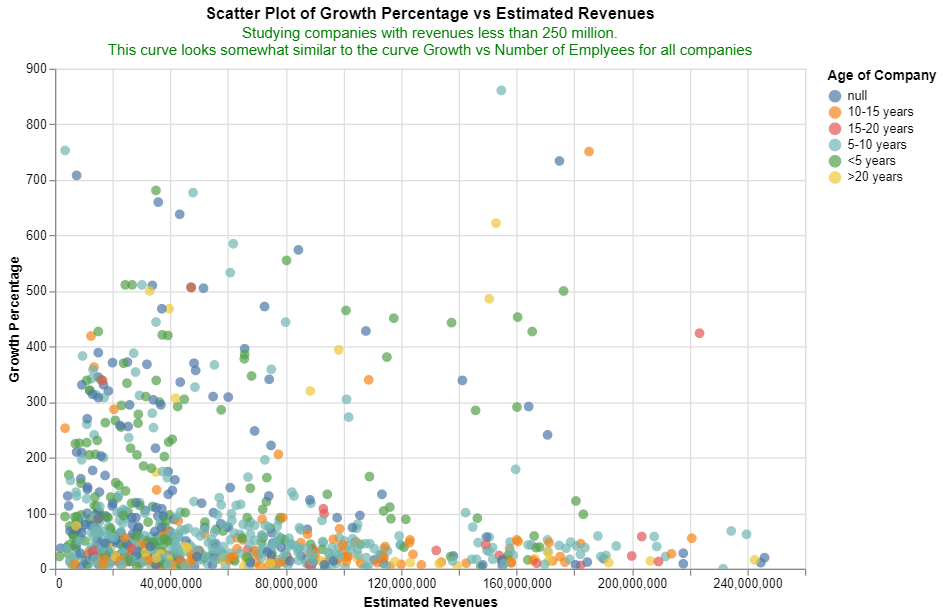 Scatter Plot of Growth Percentage vs Estimated Revenues
Studying companies with revenues less than 250 million.
This curve looks somewhat similar to the curve Growth vs Number of Emplyees for all companies
Growth Percentage
900
800
700
600
500
400
300
200
100
0
0
40,000,000
80,000,000
120,000,000
160,000,000
200,000,000
240,000,000
Estimated Revenues
Age of Company
null
10-15 years
15-20 years
5-10 years
<5 years
>20 years